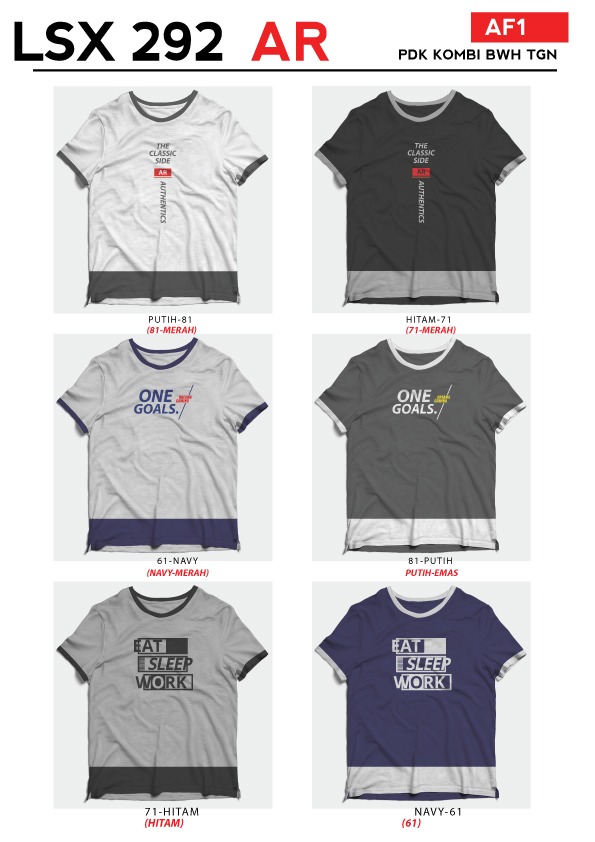 LSX 292 AR
AF1
PDK KOMBI BWH TGN
THE
CLASSIC
SIDE
AR
AUTHENTICS
THE
CLASSIC
SIDE
AR
AUTHENTICS
PUTIH-81
(81-MERAH)
HITAM-71
(71-MERAH)
ONE
GOALS.
ONE
GOALS.
61-NAVY
(NAVY-MERAH)
81-PUTIH
PUTIH-EMAS
EAT
SLEEP
WORK
EAT
SLEEP
WORK
71-HITAM
(HITAM)
NAVY-61
(61)